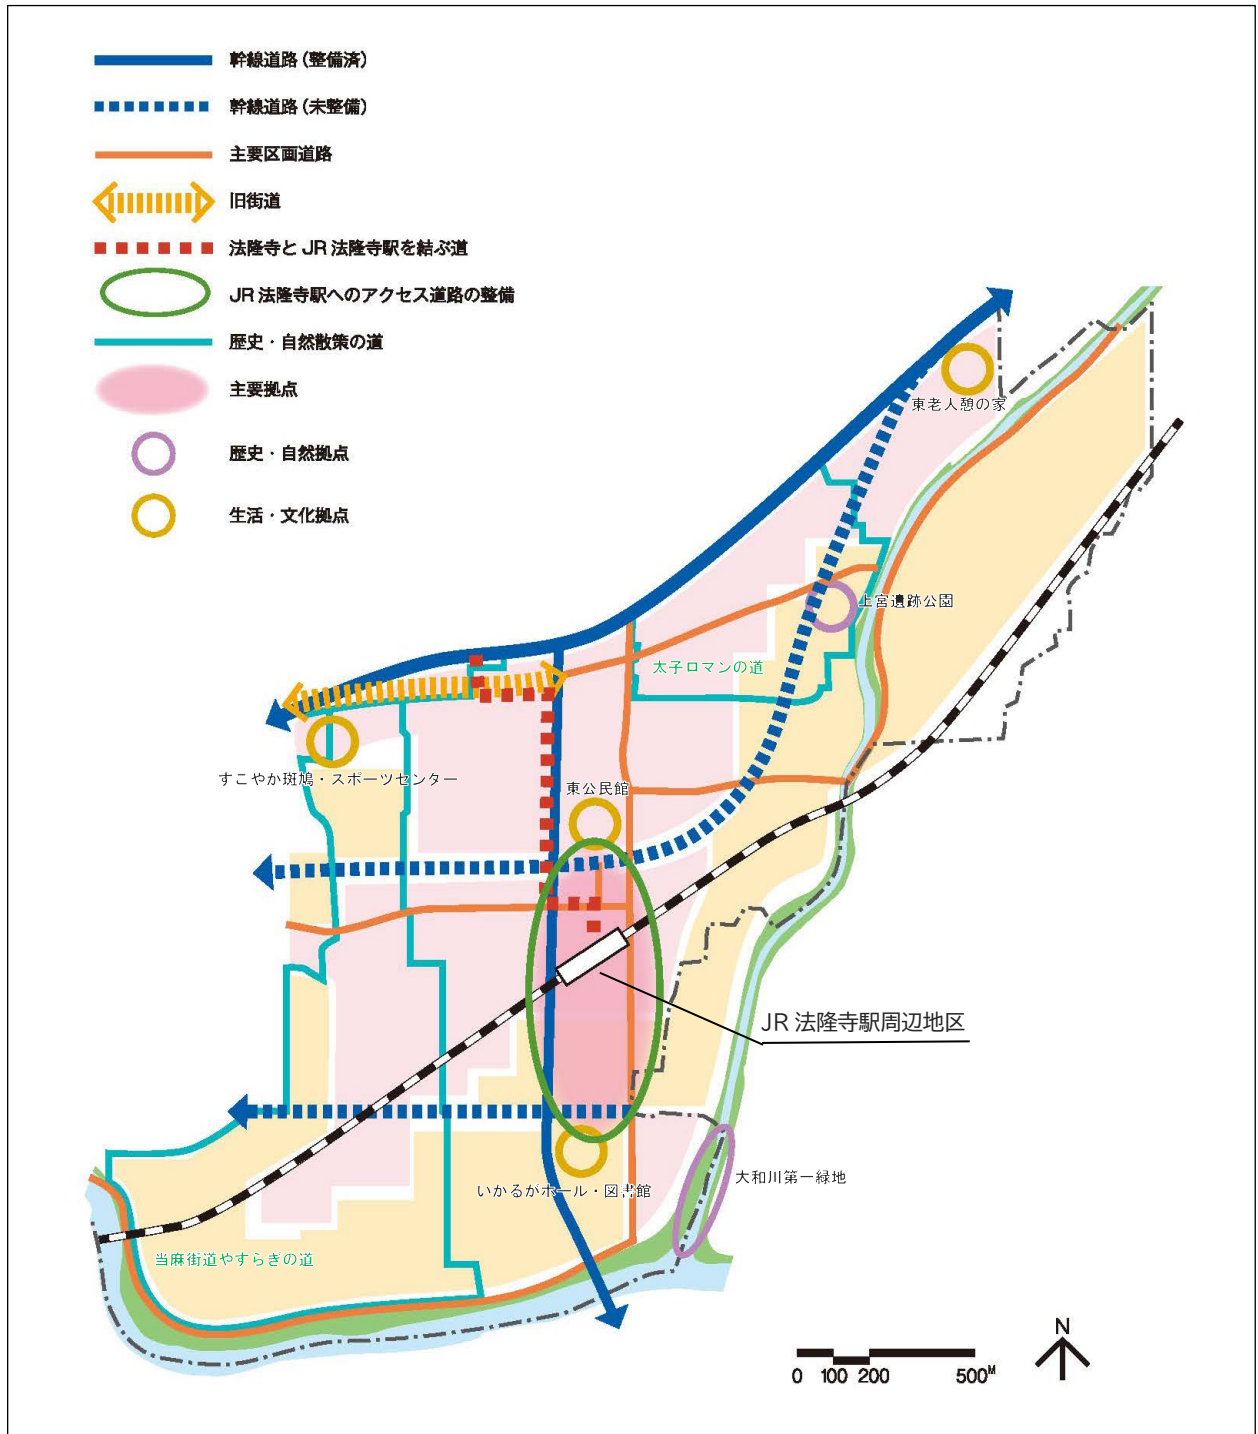 幹線道路（整備済）
幹線道路（未整備）
主要区画道路
旧街道
法隆寺とJR法隆寺駅を結ぶ道
JR法隆寺駅へのアクセス道路の整備
歴史・自然散策の道
主要拠点
歴史・自然拠点
生活・文化拠点
東老人憩の家
上宮遺跡公園
太子ロマンの道
すこやか斑鳩・スポーツセンター
東公民館
JR 法隆寺駅周辺地区
大和川第一緑地
いかるがホール・図書館
当麻街道やすらぎの道
N
0 100 200 500M